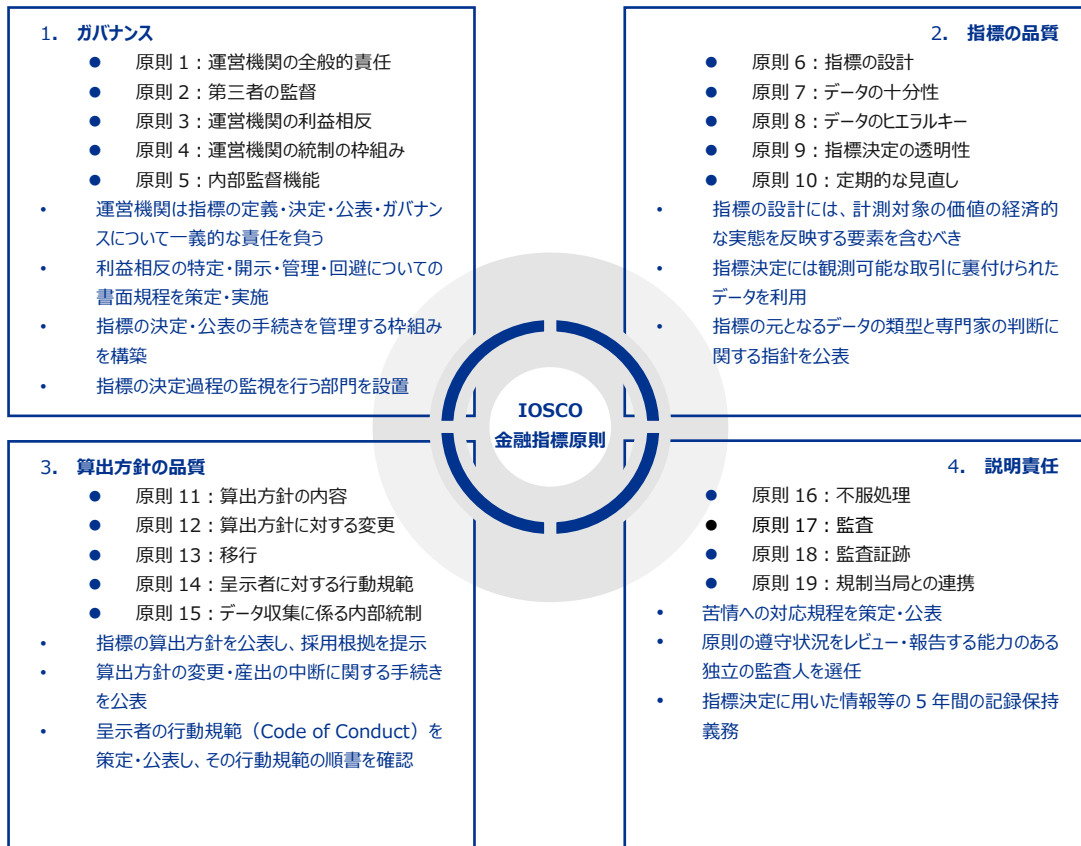 1. ガバナンス
● 原則 1:運営機関の全般的責任
● 原則 2:第三者の監督
● 原則 3:運営機関の利益相反
● 原則 4:運営機関の統制の枠組み
● 原則 5:内部監督機能
• 運営機関は指標の定義・決定・公表・ガバナン
スについて一義的な責任を負う
• 利益相反の特定・開示・管理・回避についての
書面規程を策定・実施
• 指標の決定・公表の手続きを管理する枠組み
を構築
• 指標の決定過程の監視を行う部門を設置
2. 指標の品質
● 原則 6:指標の設計
● 原則 7:データの十分性
● 原則 8:データのヒエラルキー
● 原則 9:指標決定の透明性
● 原則 10:定期的な見直し
• 指標の設計には、計測対象の価値の経済的
な実態を反映する要素を含むべき
• 指標決定には観測可能な取引に裏付けられた
データを利用
• 指標の元となるデータの類型と専門家の判断に
関する指針を公表
IOSCO
金融指標原則
3. 算出方針の品質
● 原則 11:算出方針の内容
● 原則 12:算出方針に対する変更
● 原則 13:移行
● 原則 14:呈示者に対する行動規範
● 原則 15:データ収集に係る内部統制
• 指標の算出方針を公表し、採用根拠を提示
• 算出方針の変更・産出の中断に関する手続き
を公表
• 呈示者の行動規範(Code of Conduct)を
策定・公表し、その行動規範の順書を確認
4. 説明責任
● 原則 16:不服処理
● 原則 17:監査
● 原則 18:監査証跡
● 原則 19:規制当局との連携
• 苦情への対応規程を策定・公表
• 原則の遵守状況をレビュー・報告する能力のある
独立の監査人を選任
• 指標決定に用いた情報等の 5 年間の記録保持
義務